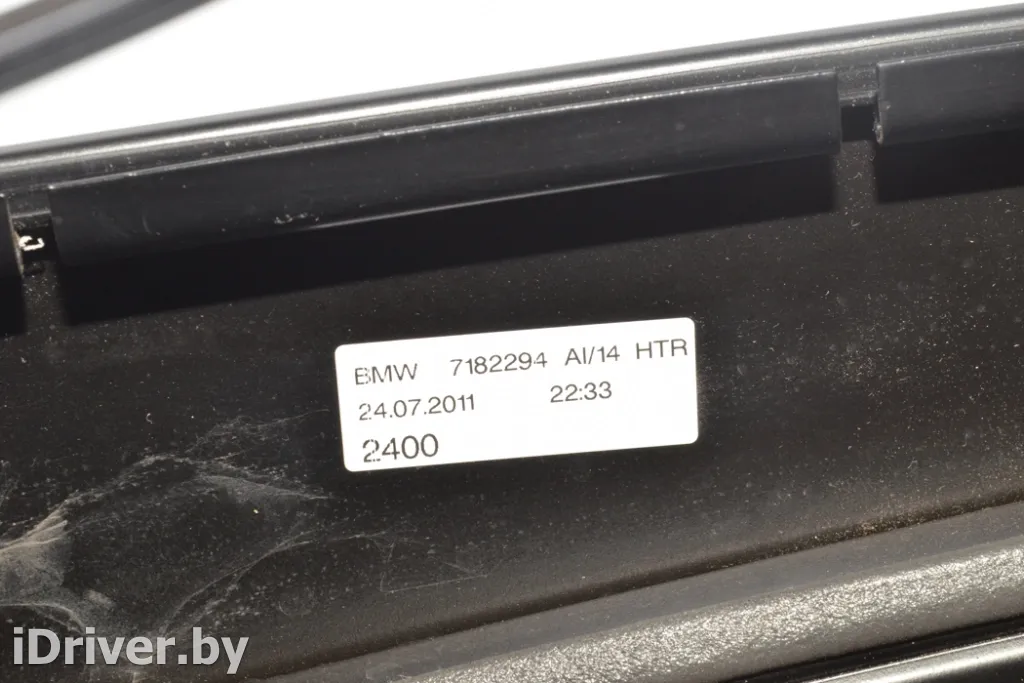 BMW 7182294 AI/14 HTR
24.07.2011 22:33
2400
iDriver.by